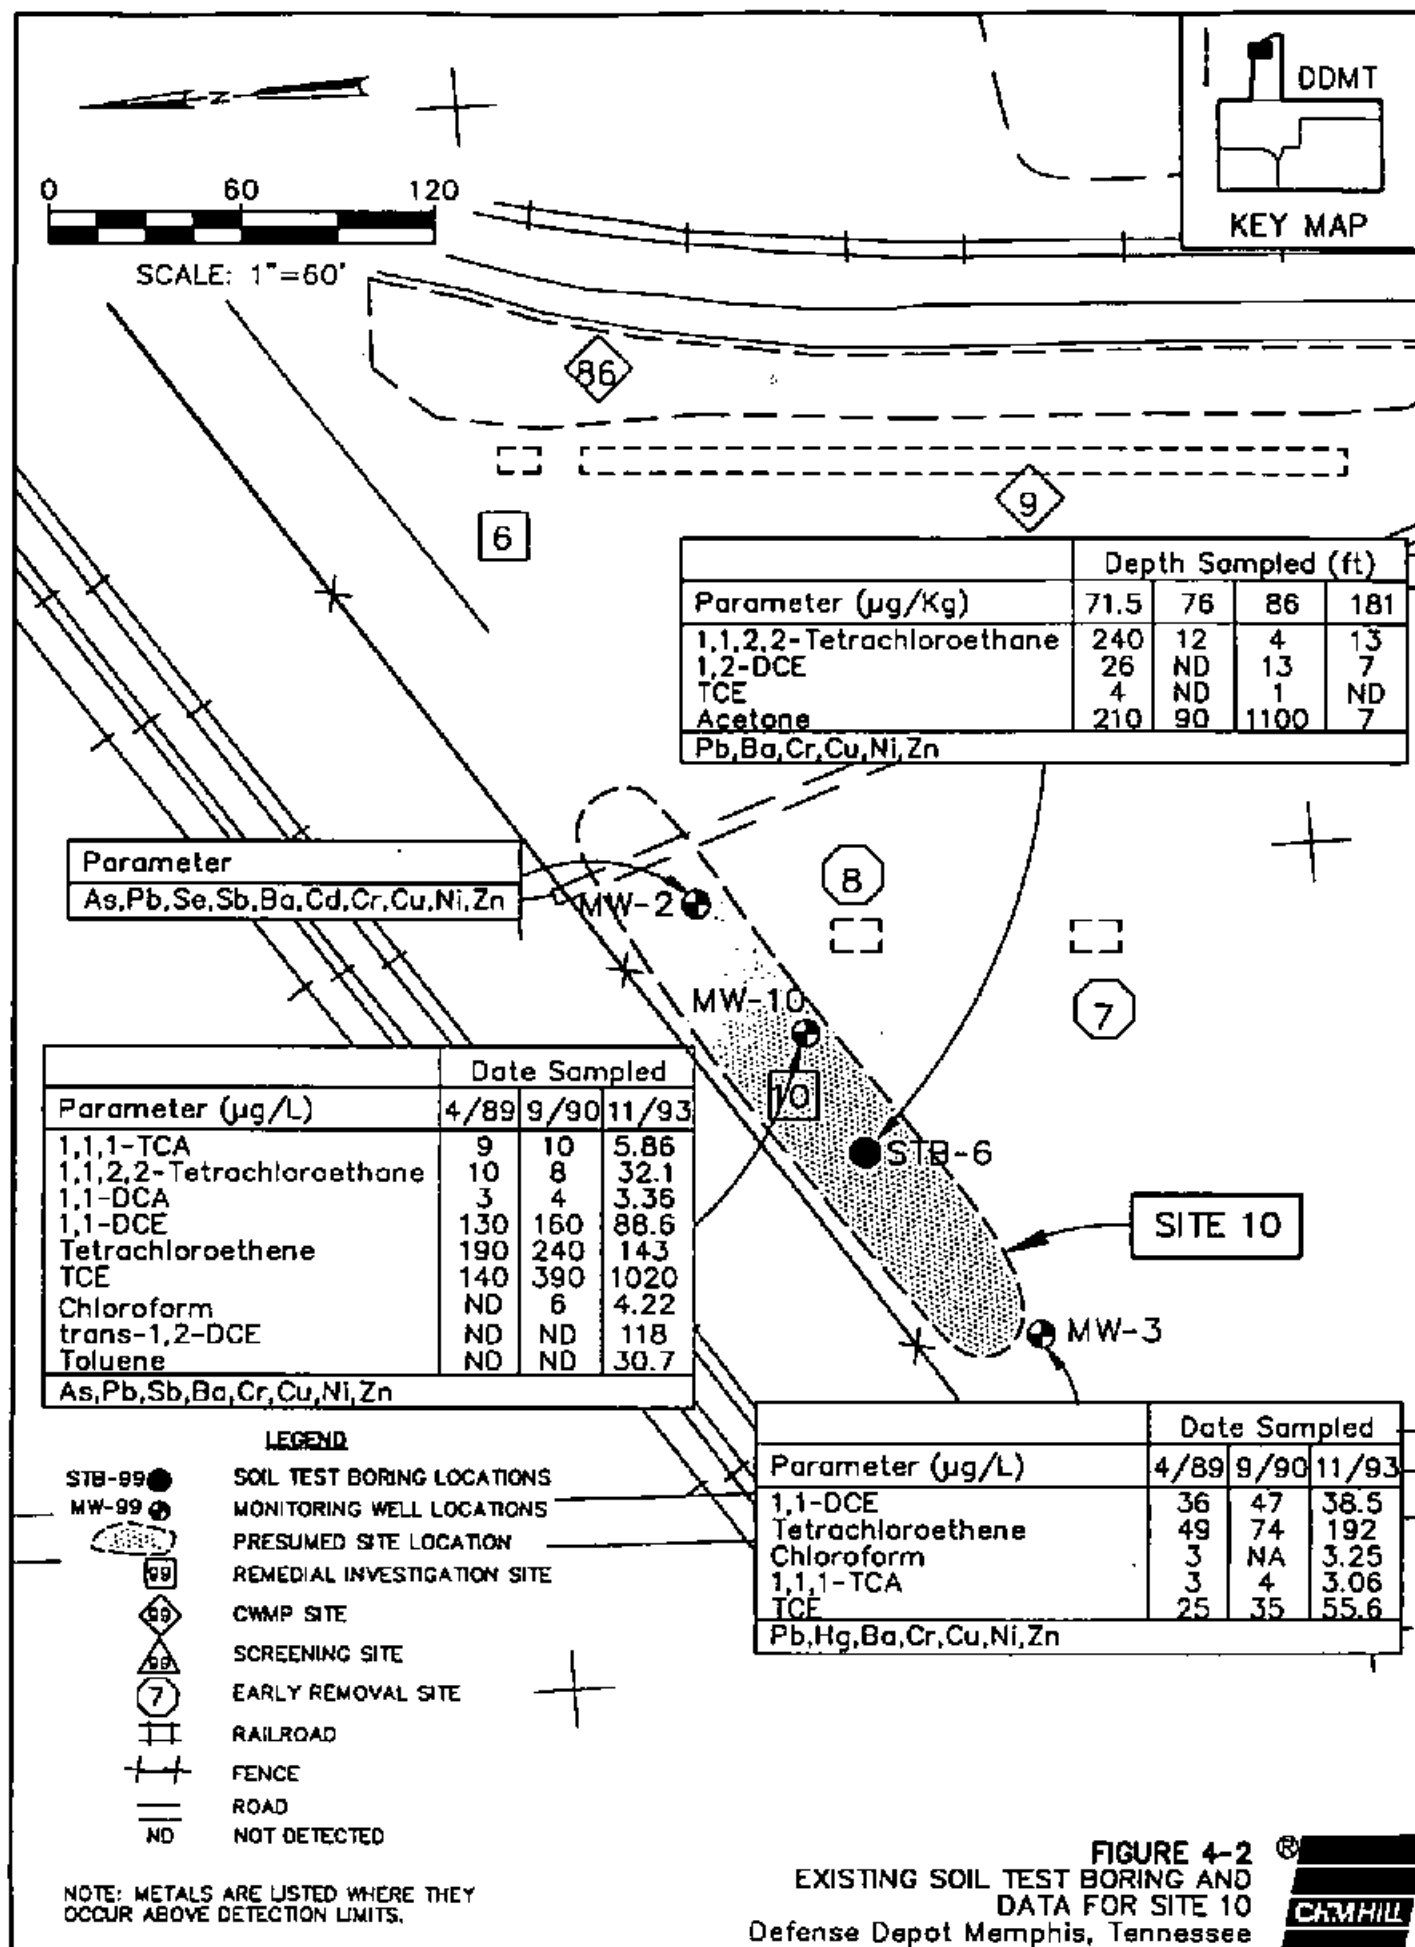 DDMT
KEY MAP
N
0 60 120
SCALE: 1"=60'
86
9
6
Depth Sampled (ft)
Parameter (µg/Kg) 71.5 76 86 181
1,1,2,2-Tetrachloroethane 240 12 4 13
1,2-DCE 26 ND 13 7
TCE 4 ND 1 ND
Acetone 210 90 1100 7
Pb,Ba,Cr,Cu,Ni,Zn
Parameter
As,Pb,Se,Sb,Ba,Cd,Cr,Cu,Ni,Zn
MW-2
8
MW-10
7
10
STB-6
SITE 10
MW-3
Date Sampled
Parameter (µg/L) 4/89 9/90 11/93
1,1,1-TCA 9 10 5.86
1,1,2,2-Tetrachloroethane 10 8 32.1
1,1-DCA 3 4 3.36
1,1-DCE 130 160 88.6
Tetrachloroethene 190 240 143
TCE 140 390 1020
Chloroform ND 6 4.22
trans-1,2-DCE ND ND 118
Toluene ND ND 30.7
As,Pb,Sb,Ba,Cr,Cu,Ni,Zn
Date Sampled
Parameter (µg/L) 4/89 9/90 11/93
1,1-DCE 36 47 38.5
Tetrachloroethene 49 74 192
Chloroform 3 NA 3.25
1,1,1-TCA 3 4 3.06
TCE 25 35 55.6
Pb,Hg,Ba,Cr,Cu,Ni,Zn
LEGEND
STB-99 SOIL TEST BORING LOCATIONS
MW-99 MONITORING WELL LOCATIONS
PRESUMED SITE LOCATION
99 REMEDIAL INVESTIGATION SITE
99 CWMP SITE
99 SCREENING SITE
7 EARLY REMOVAL SITE
RAILROAD
FENCE
ROAD
ND NOT DETECTED
NOTE: METALS ARE LISTED WHERE THEY
OCCUR ABOVE DETECTION LIMITS.
FIGURE 4-2 ®
EXISTING SOIL TEST BORING AND
DATA FOR SITE 10
Defense Depot Memphis, Tennessee
CH2MHILL